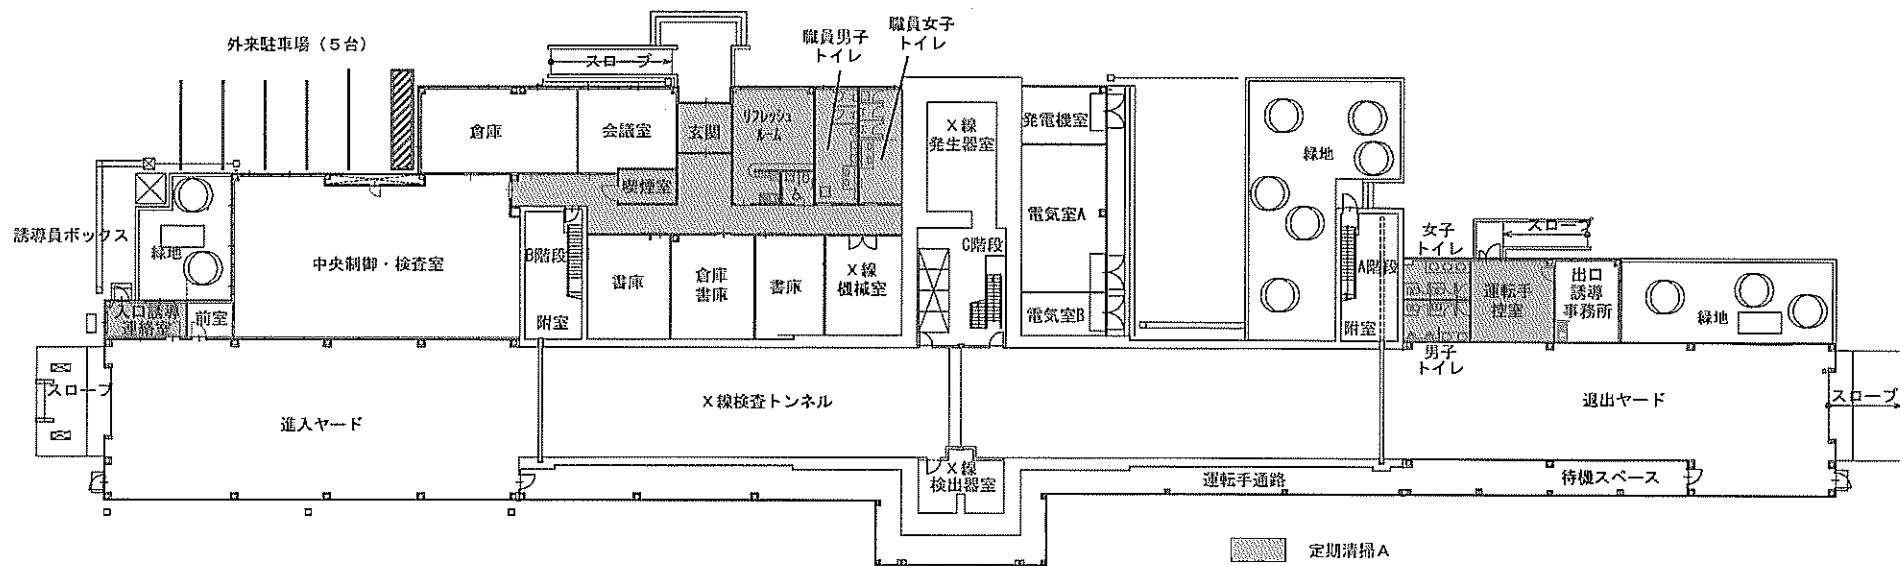 外来駐車場（５台）
スロープ
職員男子
トイレ
職員女子
トイレ
倉庫
会議室
玄関
リフレッシュ
ルーム
喫煙室
Ｘ線
発生器室
発電機室
電気室A
電気室B
緑地
誘導員ボックス
緑地
中央制御・検査室
B階段
附室
書庫
倉庫
書庫
書庫
Ｘ線
機械室
C階段
A階段
附室
女子
トイレ
スロープ
運転手
控室
出口
誘導
事務所
緑地
男子
トイレ
入口誘導
連絡室
前室
スロープ
進入ヤード
Ｘ線検査トンネル
退出ヤード
スロープ
Ｘ線
検出器室
運転手通路
待機スペース
定期清掃A